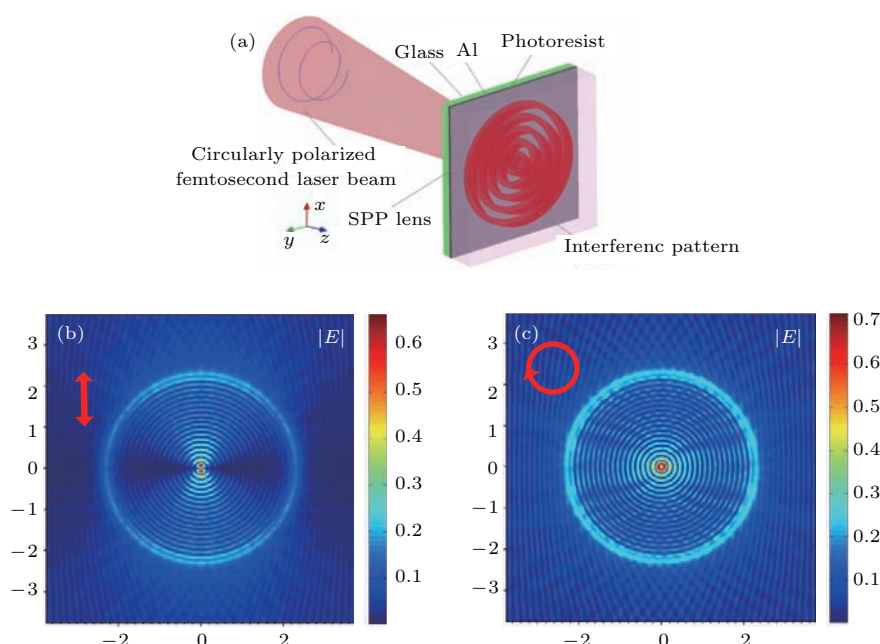 (a)
Glass Al Photoresist
Circularly polarized
femtosecond laser beam
SPP lens
x
y z
Interferenc pattern
(b) |E|
3
2
1
0
−1
−2
−3
−2 0 2
0.6
0.5
0.4
0.3
0.2
0.1
(c) |E|
3
2
1
0
−1
−2
−3
−2 0 2
0.7
0.6
0.5
0.4
0.3
0.2
0.1
0